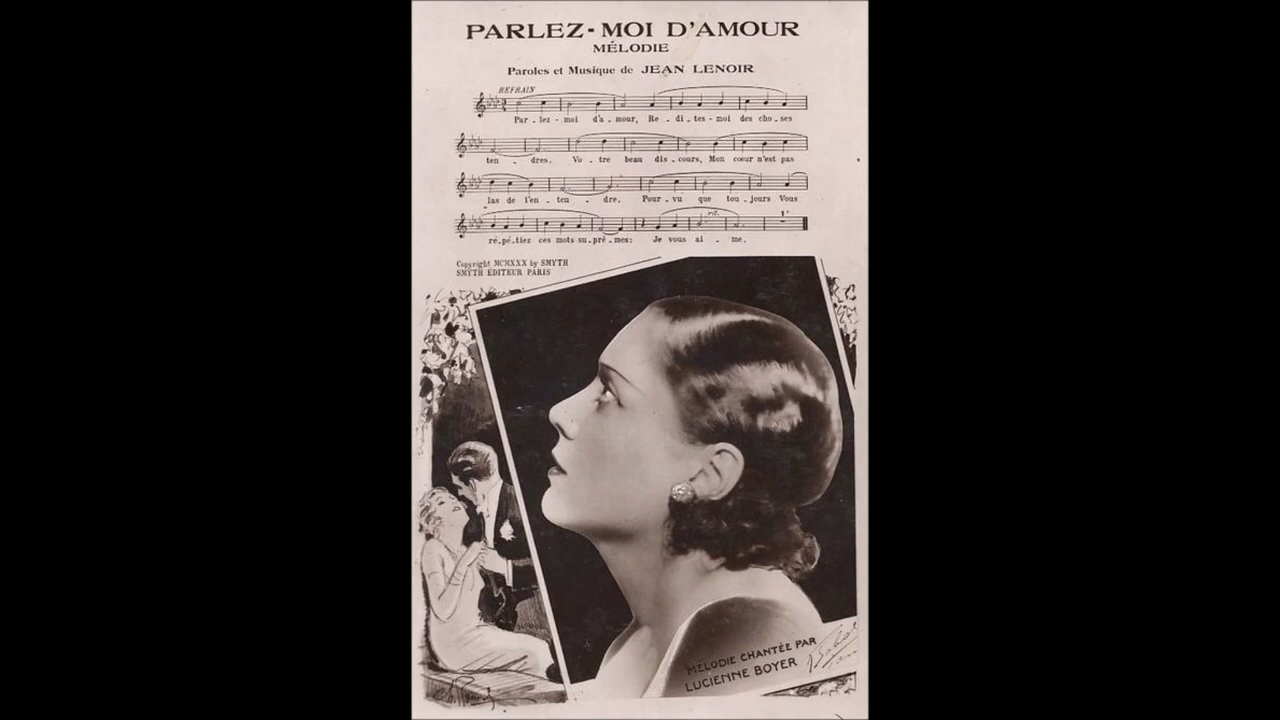 PARLEZ-MOI D'AMOUR
MÉLODIE
Paroles et Musique de JEAN LENOIR
REFRAIN
Par - lez - moi d'a - mour, Re - di - tes - moi des cho - ses
ten - dres. Vo - tre beau dis - cours, Mon cœur n'est pas
las de l'en - ten - dre. Pour - vu que tou - jours Vous
rit. 1º
ré - pé - tiez ces mots su - prê - mes: Je vous ai - me.
Copyright MCMXXX by SMYTH
SMYTH ÉDITEUR PARIS
MÉLODIE CHANTÉE PAR
LUCIENNE BOYER